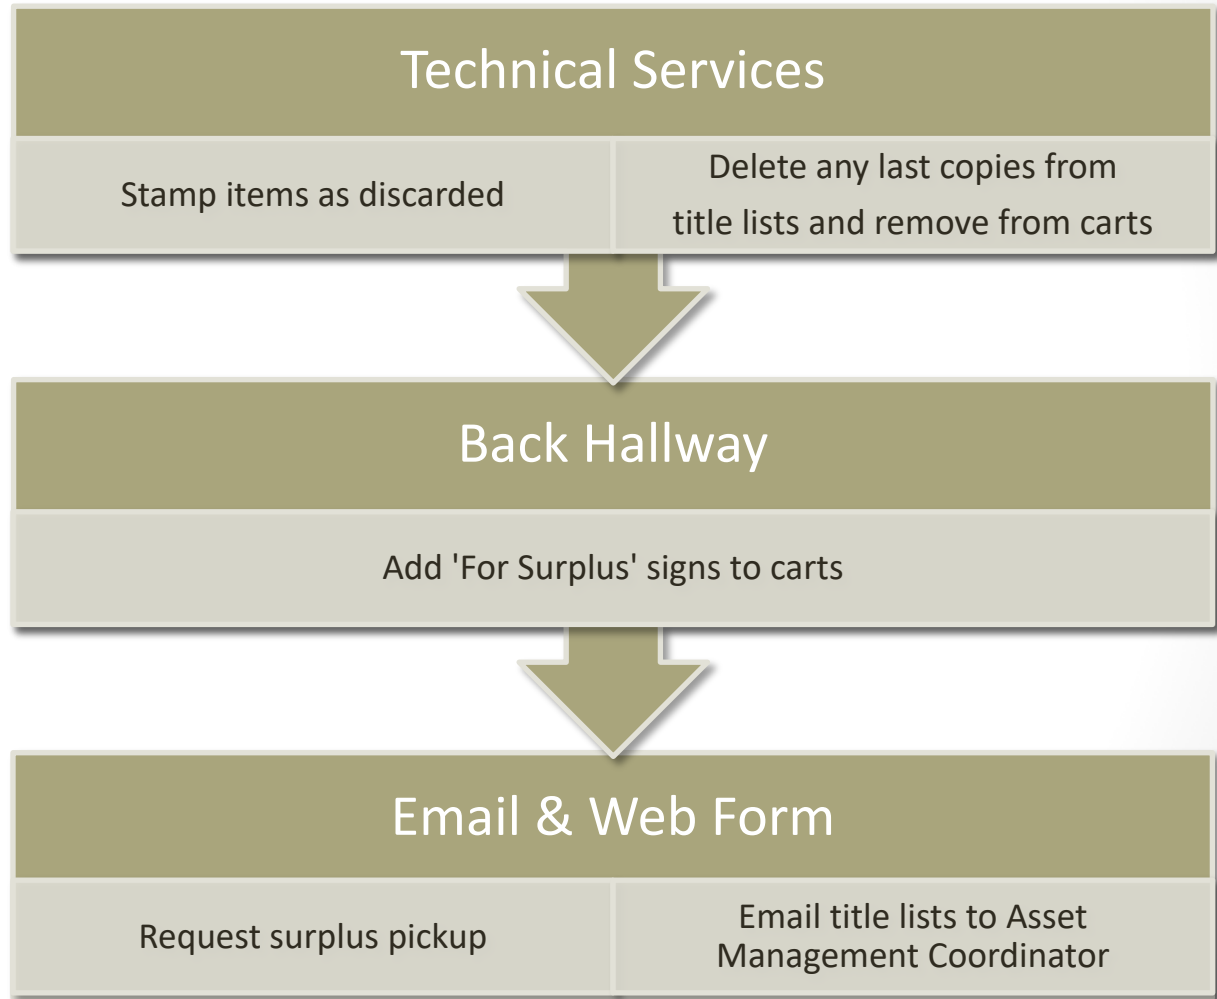 Technical Services
Stamp items as discarded
Delete any last copies from
title lists and remove from carts
Back Hallway
Add 'For Surplus' signs to carts
Email & Web Form
Request surplus pickup
Email title lists to Asset
Management Coordinator